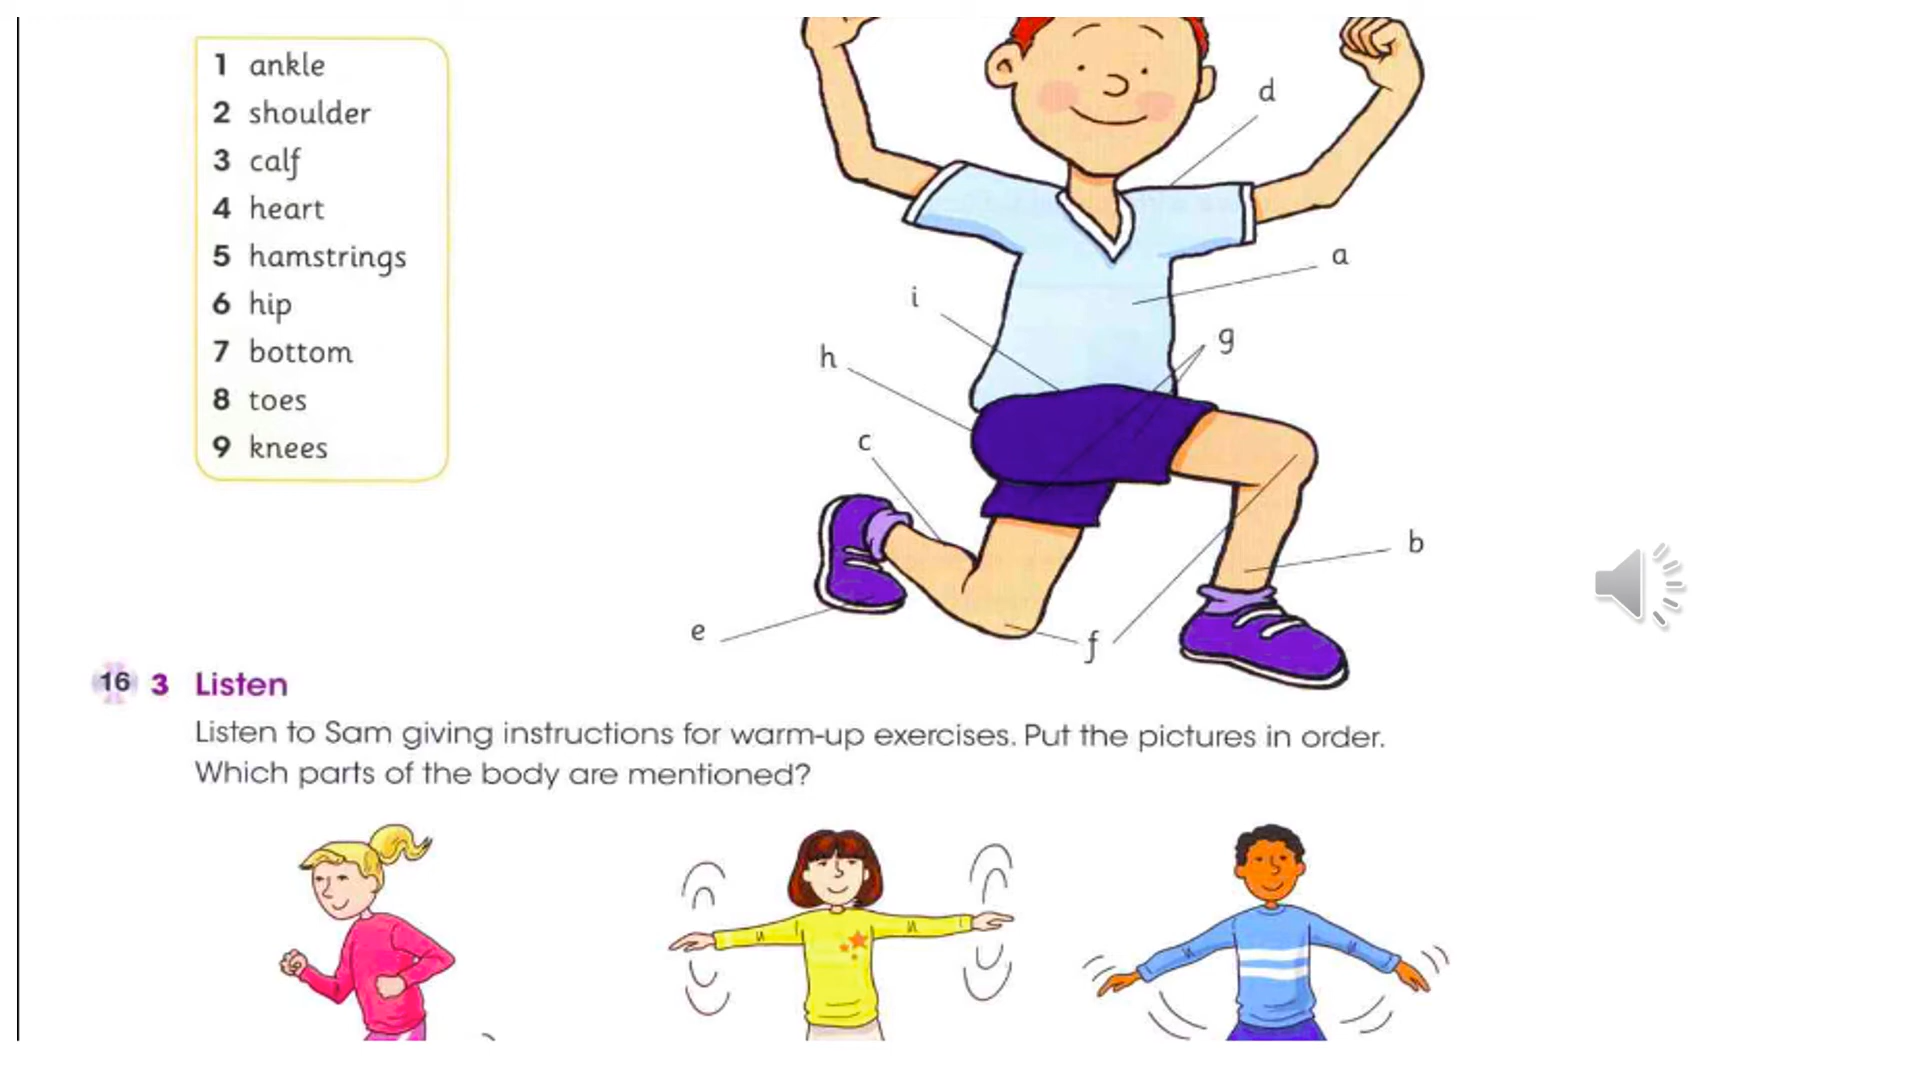 1 ankle
2 shoulder
3 calf
4 heart
5 hamstrings
6 hip
7 bottom
8 toes
9 knees
d
a
i
g
h
c
b
e
f
16 3 Listen
Listen to Sam giving instructions for warm-up exercises. Put the pictures in order.
Which parts of the body are mentioned?